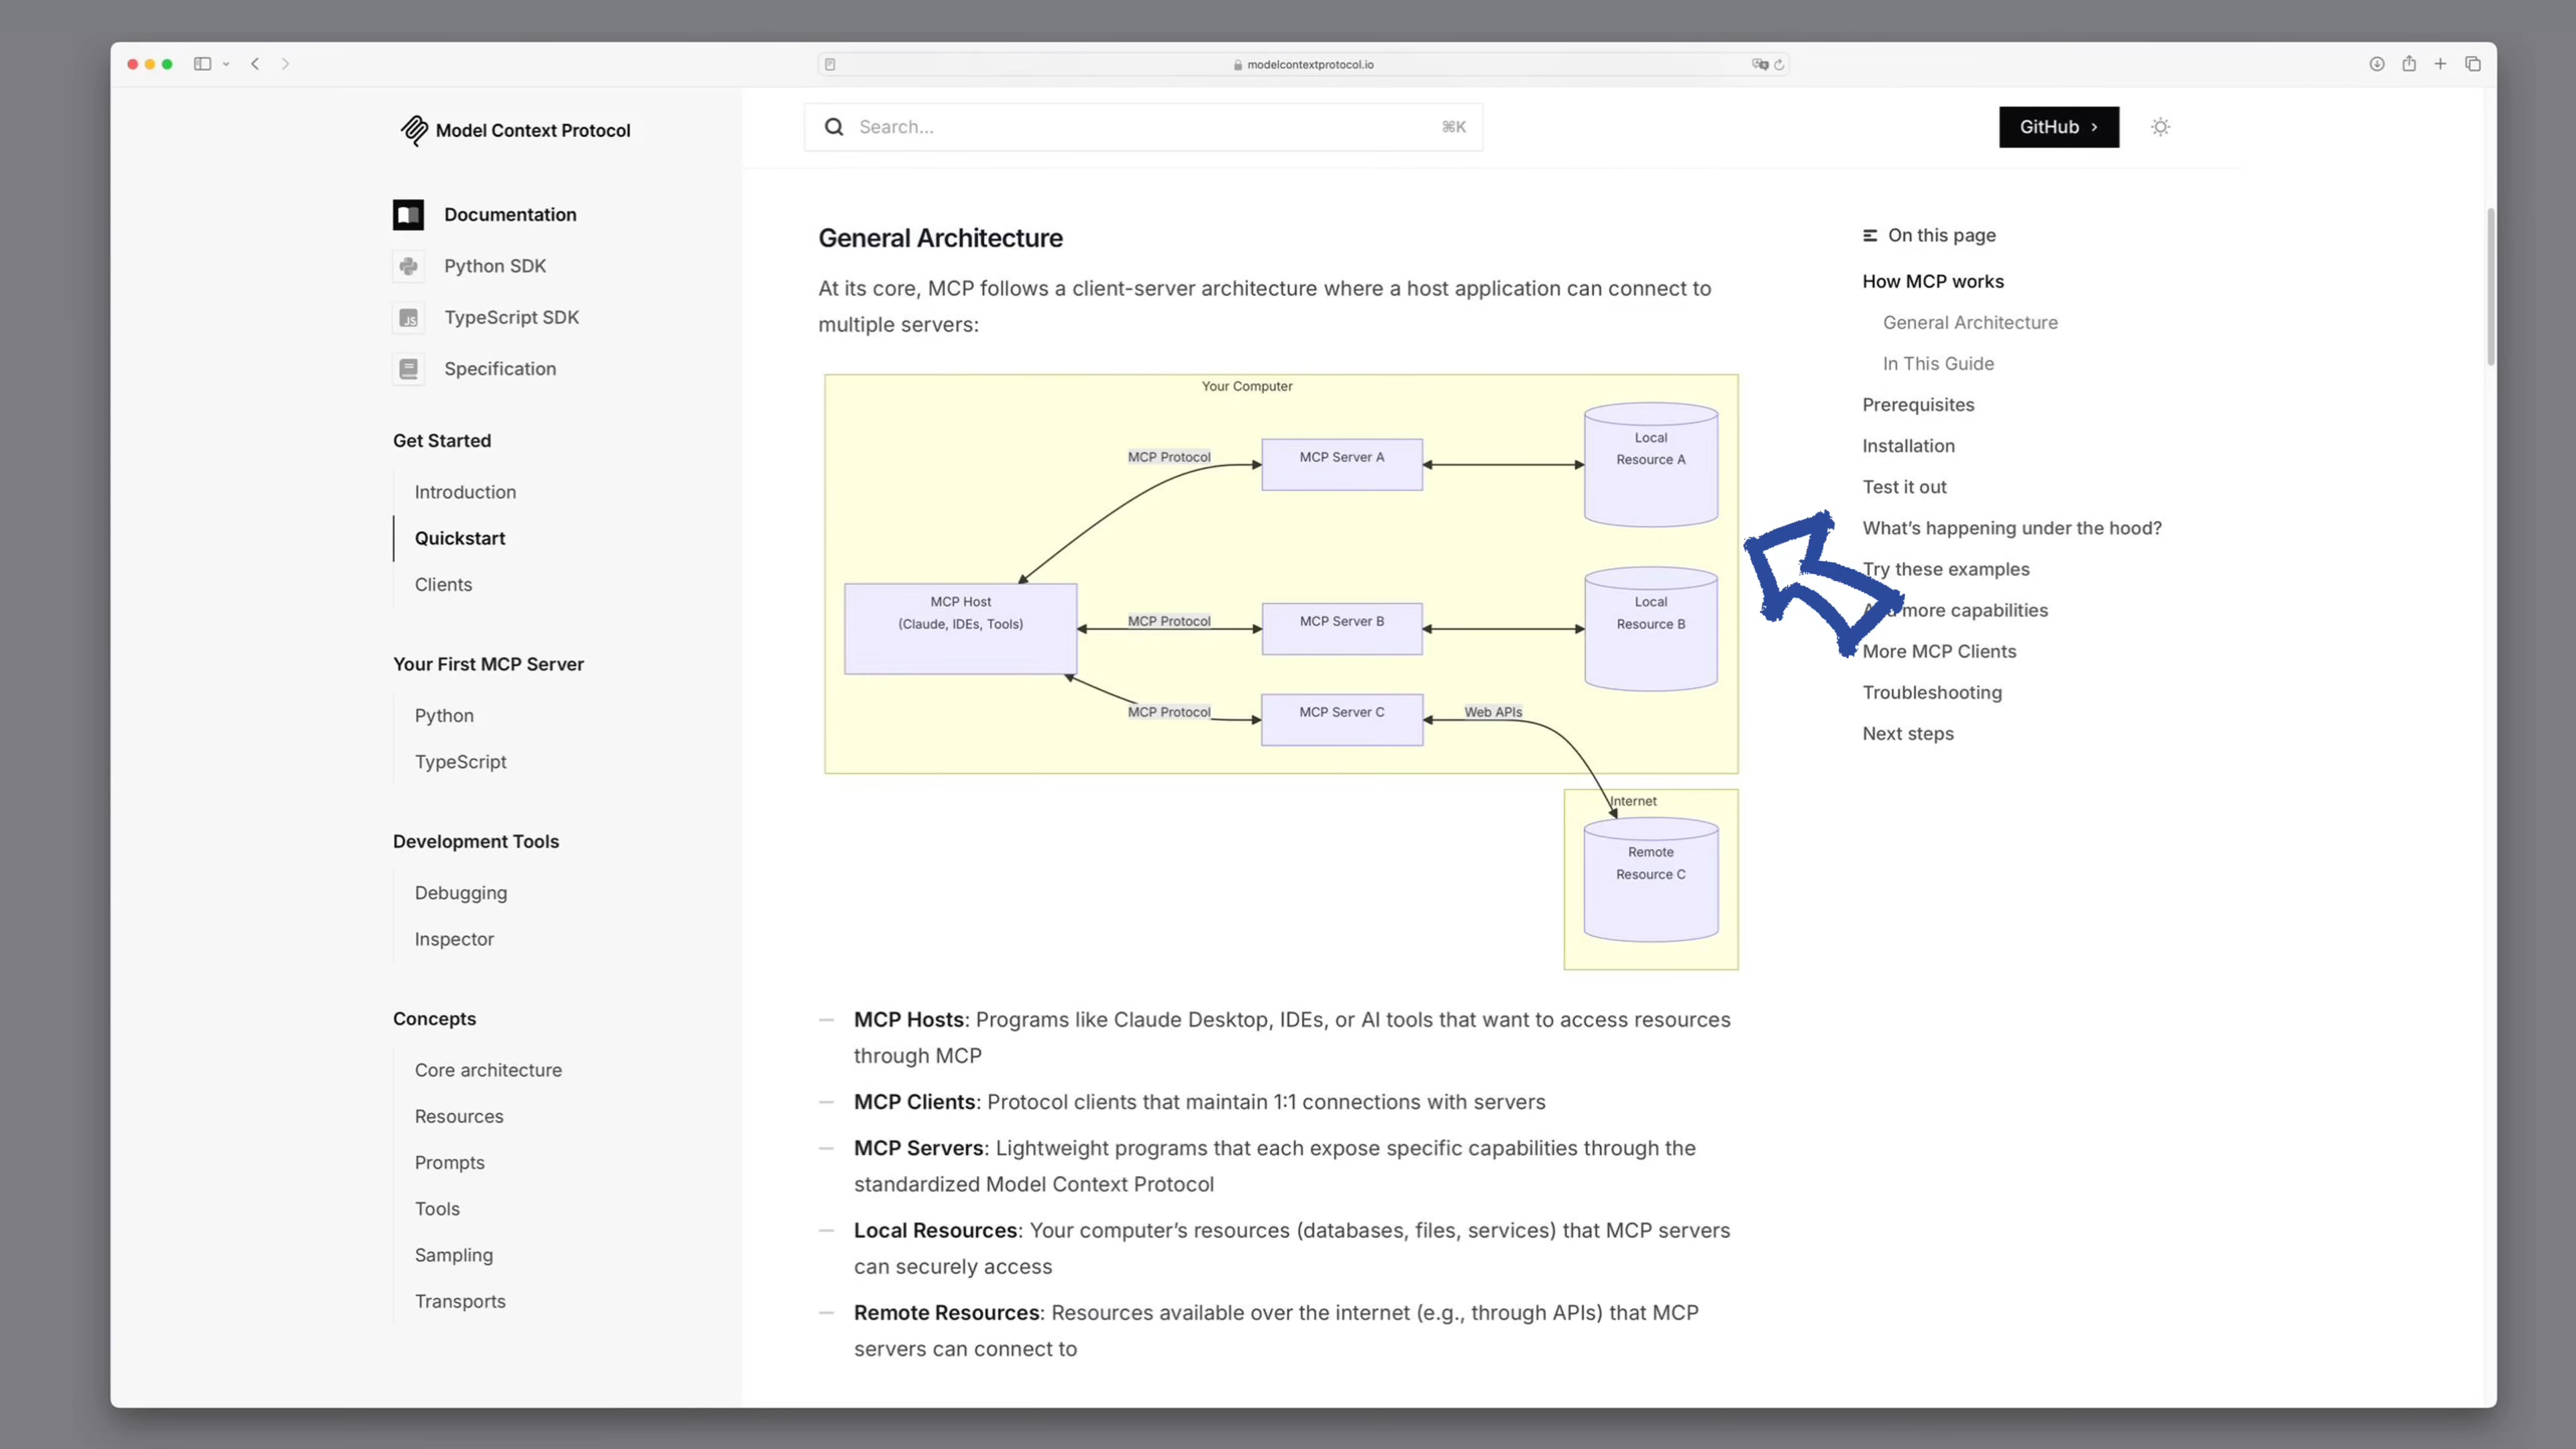 modelcontextprotocol.io
Model Context Protocol
Documentation
Python SDK
TypeScript SDK
Specification
Get Started
Introduction
Quickstart
Clients
Your First MCP Server
Python
TypeScript
Development Tools
Debugging
Inspector
Concepts
Core architecture
Resources
Prompts
Tools
Sampling
Transports
Search...
⌘K
GitHub
General Architecture
At its core, MCP follows a client-server architecture where a host application can connect to
multiple servers:
Your Computer
MCP Protocol
MCP Server A
Local
Resource A
MCP Host
(Claude, IDEs, Tools)
MCP Protocol
MCP Server B
Local
Resource B
MCP Protocol
MCP Server C
Web APIs
Internet
Remote
Resource C
MCP Hosts: Programs like Claude Desktop, IDEs, or AI tools that want to access resources
through MCP
MCP Clients: Protocol clients that maintain 1:1 connections with servers
MCP Servers: Lightweight programs that each expose specific capabilities through the
standardized Model Context Protocol
Local Resources: Your computer’s resources (databases, files, services) that MCP servers
can securely access
Remote Resources: Resources available over the internet (e.g., through APIs) that MCP
servers can connect to
On this page
How MCP works
General Architecture
In This Guide
Prerequisites
Installation
Test it out
What’s happening under the hood?
Try these examples
more capabilities
More MCP Clients
Troubleshooting
Next steps